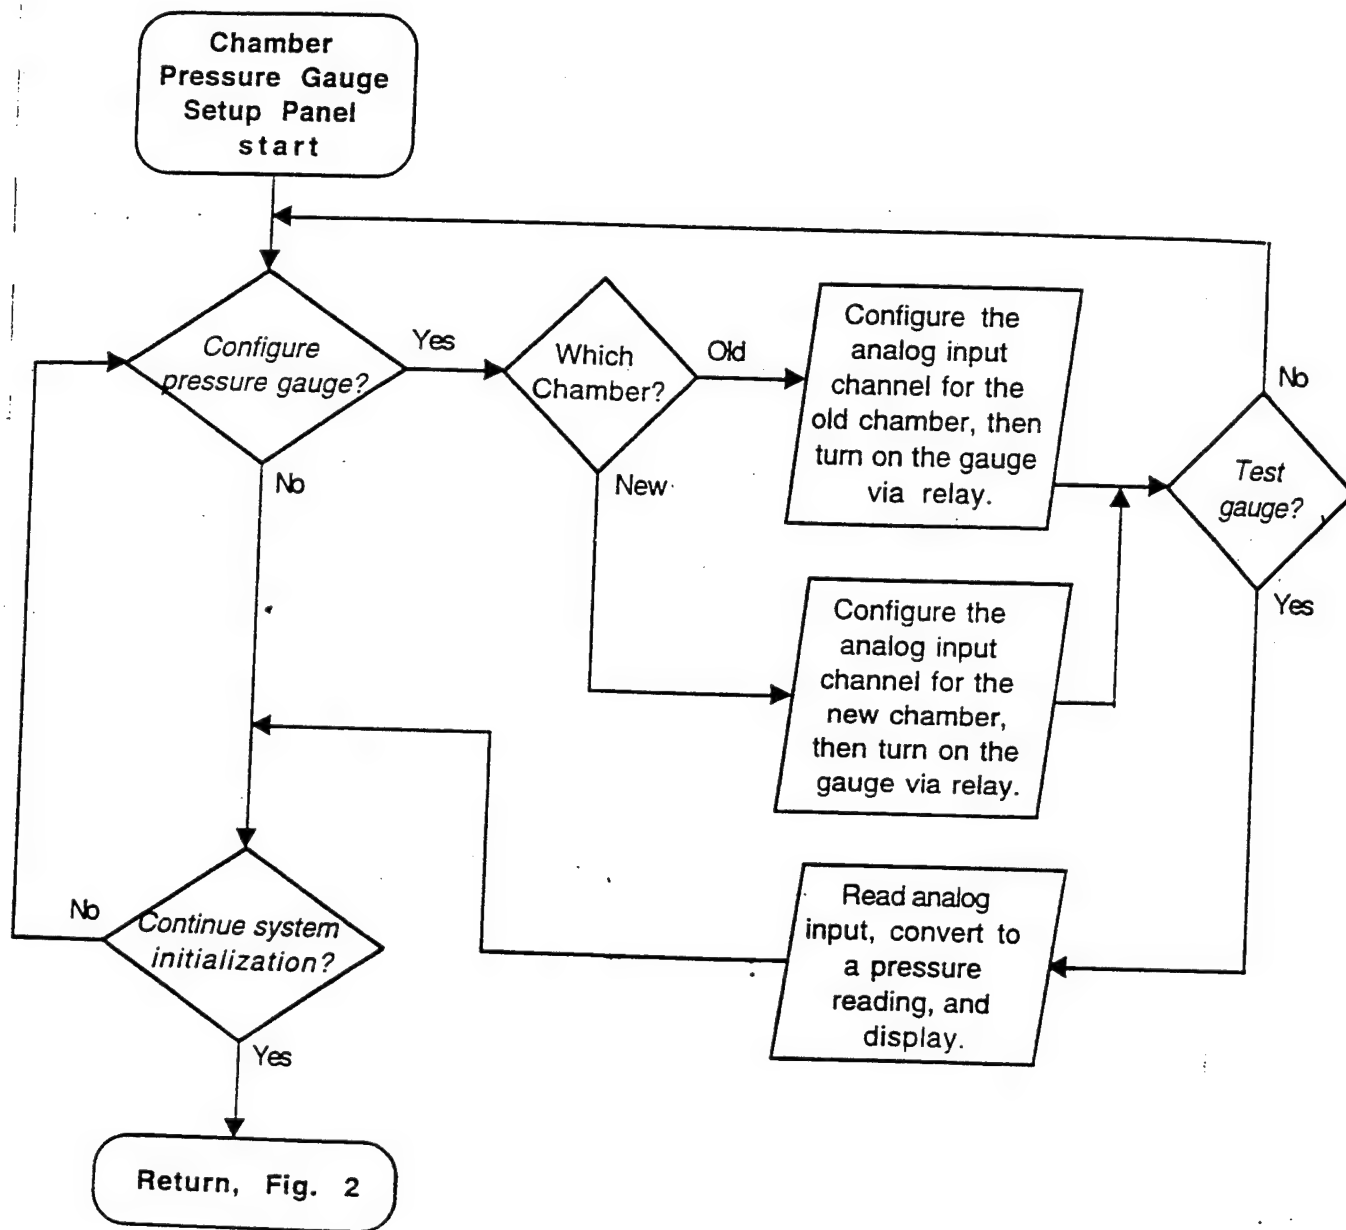 Chamber
Pressure Gauge
Setup Panel
start
Configure
pressure gauge?
Yes
No
Which
Chamber?
Old
New
Configure the
analog input
channel for the
old chamber, then
turn on the gauge
via relay.
No
Test
gauge?
Yes
Configure the
analog input
channel for the
new chamber,
then turn on the
gauge via relay.
Read analog
input, convert to
a pressure
reading, and
display.
No
Continue system
initialization?
Yes
Return, Fig. 2